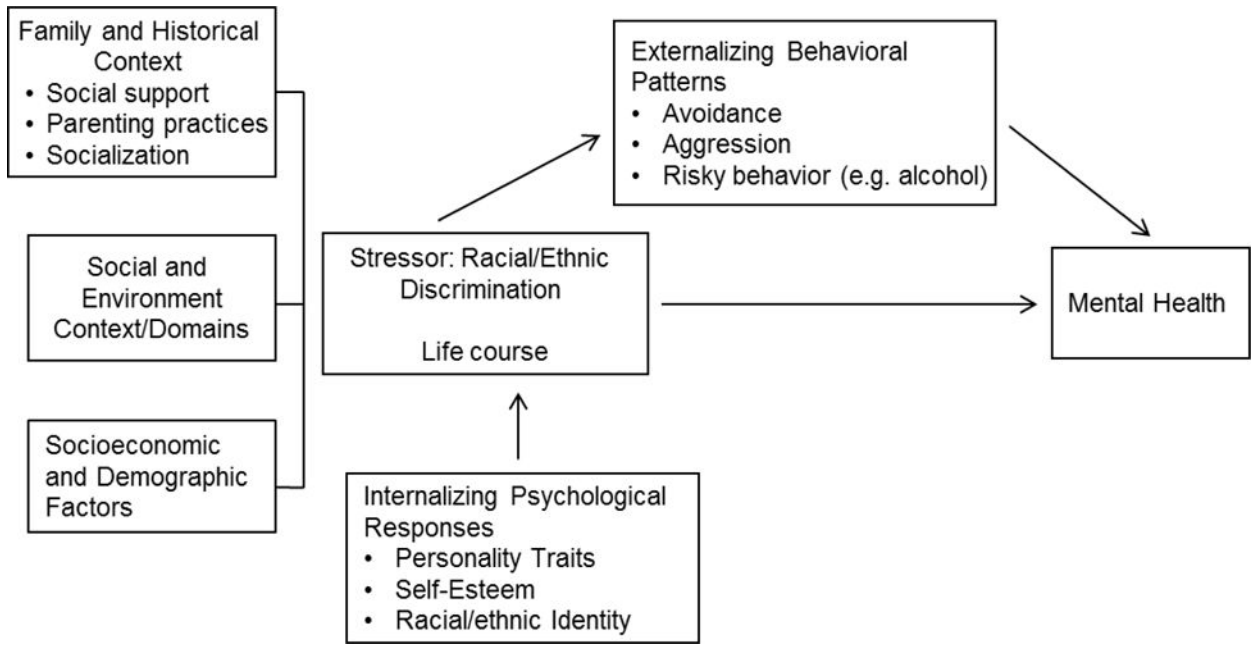 Family and Historical
Context
• Social support
• Parenting practices
• Socialization
Social and
Environment
Context/Domains
Socioeconomic
and Demographic
Factors
Stressor: Racial/Ethnic
Discrimination
Life course
Internalizing Psychological
Responses
• Personality Traits
• Self-Esteem
• Racial/ethnic Identity
Externalizing Behavioral
Patterns
• Avoidance
• Aggression
• Risky behavior (e.g. alcohol)
Mental Health